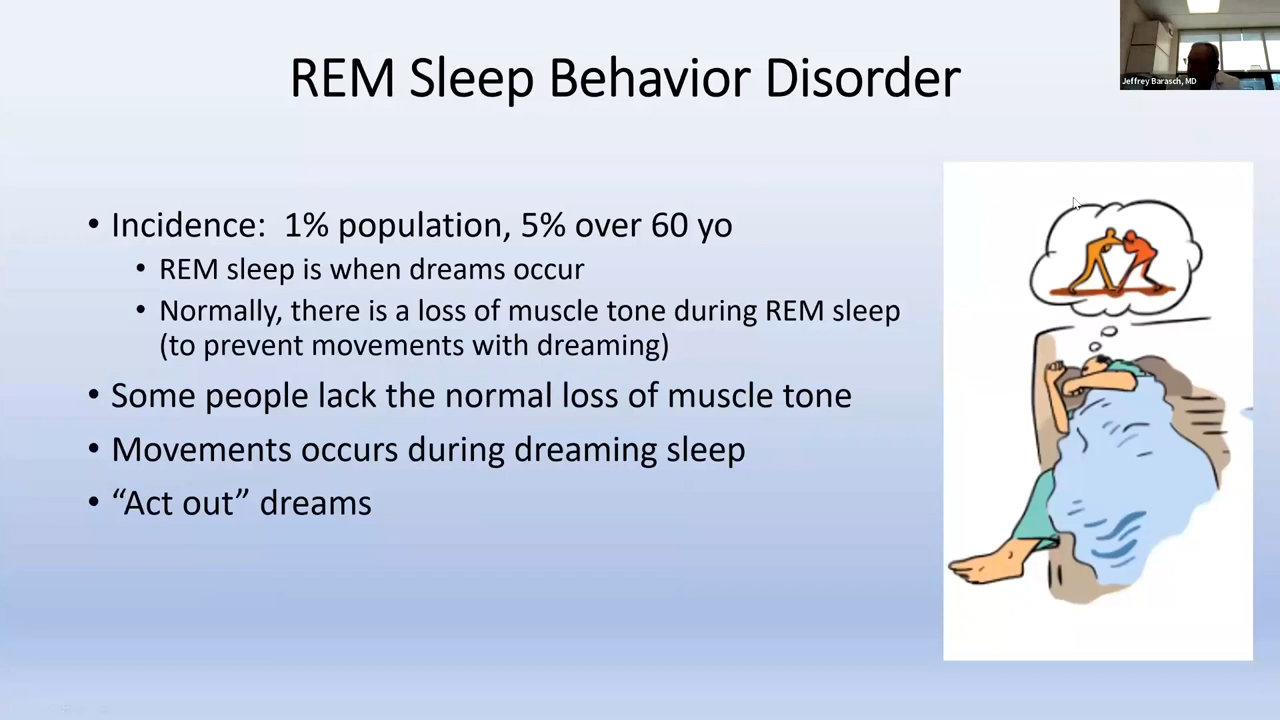 REM Sleep Behavior Disorder
Jeffrey Barasch, MD
• Incidence:  1% population, 5% over 60 yo
• REM sleep is when dreams occur
• Normally, there is a loss of muscle tone during REM sleep
(to prevent movements with dreaming)
• Some people lack the normal loss of muscle tone
• Movements occurs during dreaming sleep
• “Act out” dreams